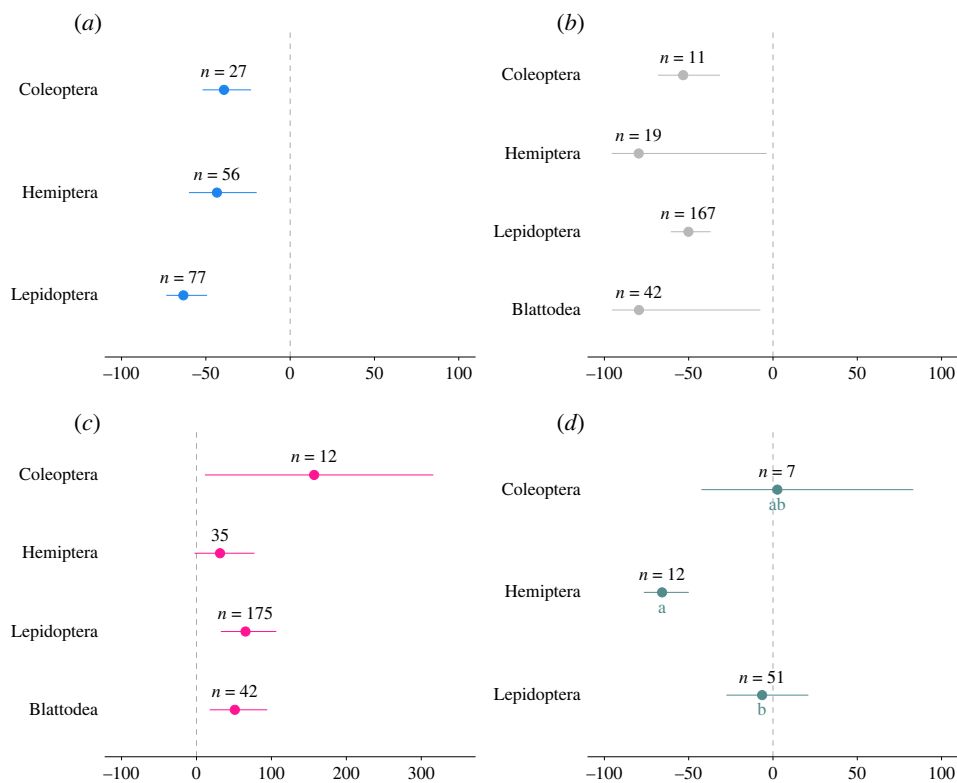 (a)
Coleoptera
n = 27
Hemiptera
n = 56
Lepidoptera
n = 77
–100 –50 0 50 100
(b)
Coleoptera
n = 11
Hemiptera
n = 19
Lepidoptera
n = 167
Blattodea
n = 42
–100 –50 0 50 100
(c)
Coleoptera
n = 12
Hemiptera
35
Lepidoptera
n = 175
Blattodea
n = 42
–100 0 100 200 300
(d)
Coleoptera
n = 7
ab
Hemiptera
n = 12
a
Lepidoptera
n = 51
b
–100 –50 0 50 100